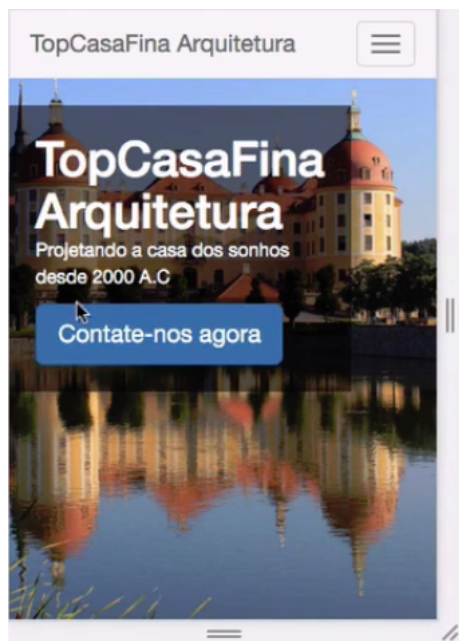 TopCasaFina Arquitetura
TopCasaFina
Arquitetura
Projetando a casa dos sonhos
desde 2000 A.C
Contate-nos agora